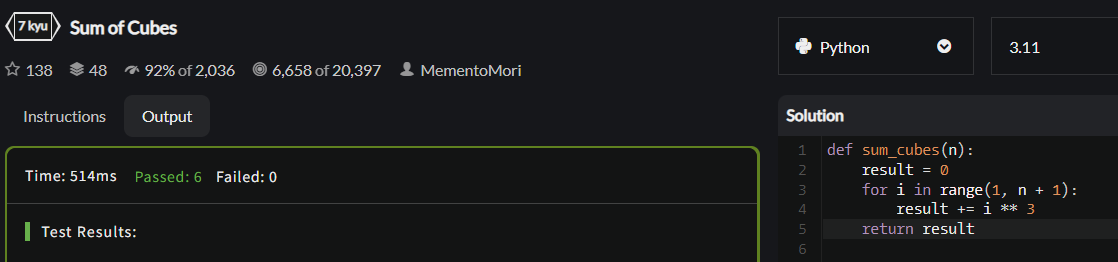 7 kyu Sum of Cubes
138 48 92% of 2,036 6,658 of 20,397 MementoMori
Instructions Output
Time: 514ms Passed: 6 Failed: 0
Test Results:
Python 3.11
Solution
1 def sum_cubes(n):
2     result = 0
3     for i in range(1, n + 1):
4         result += i ** 3
5     return result
6